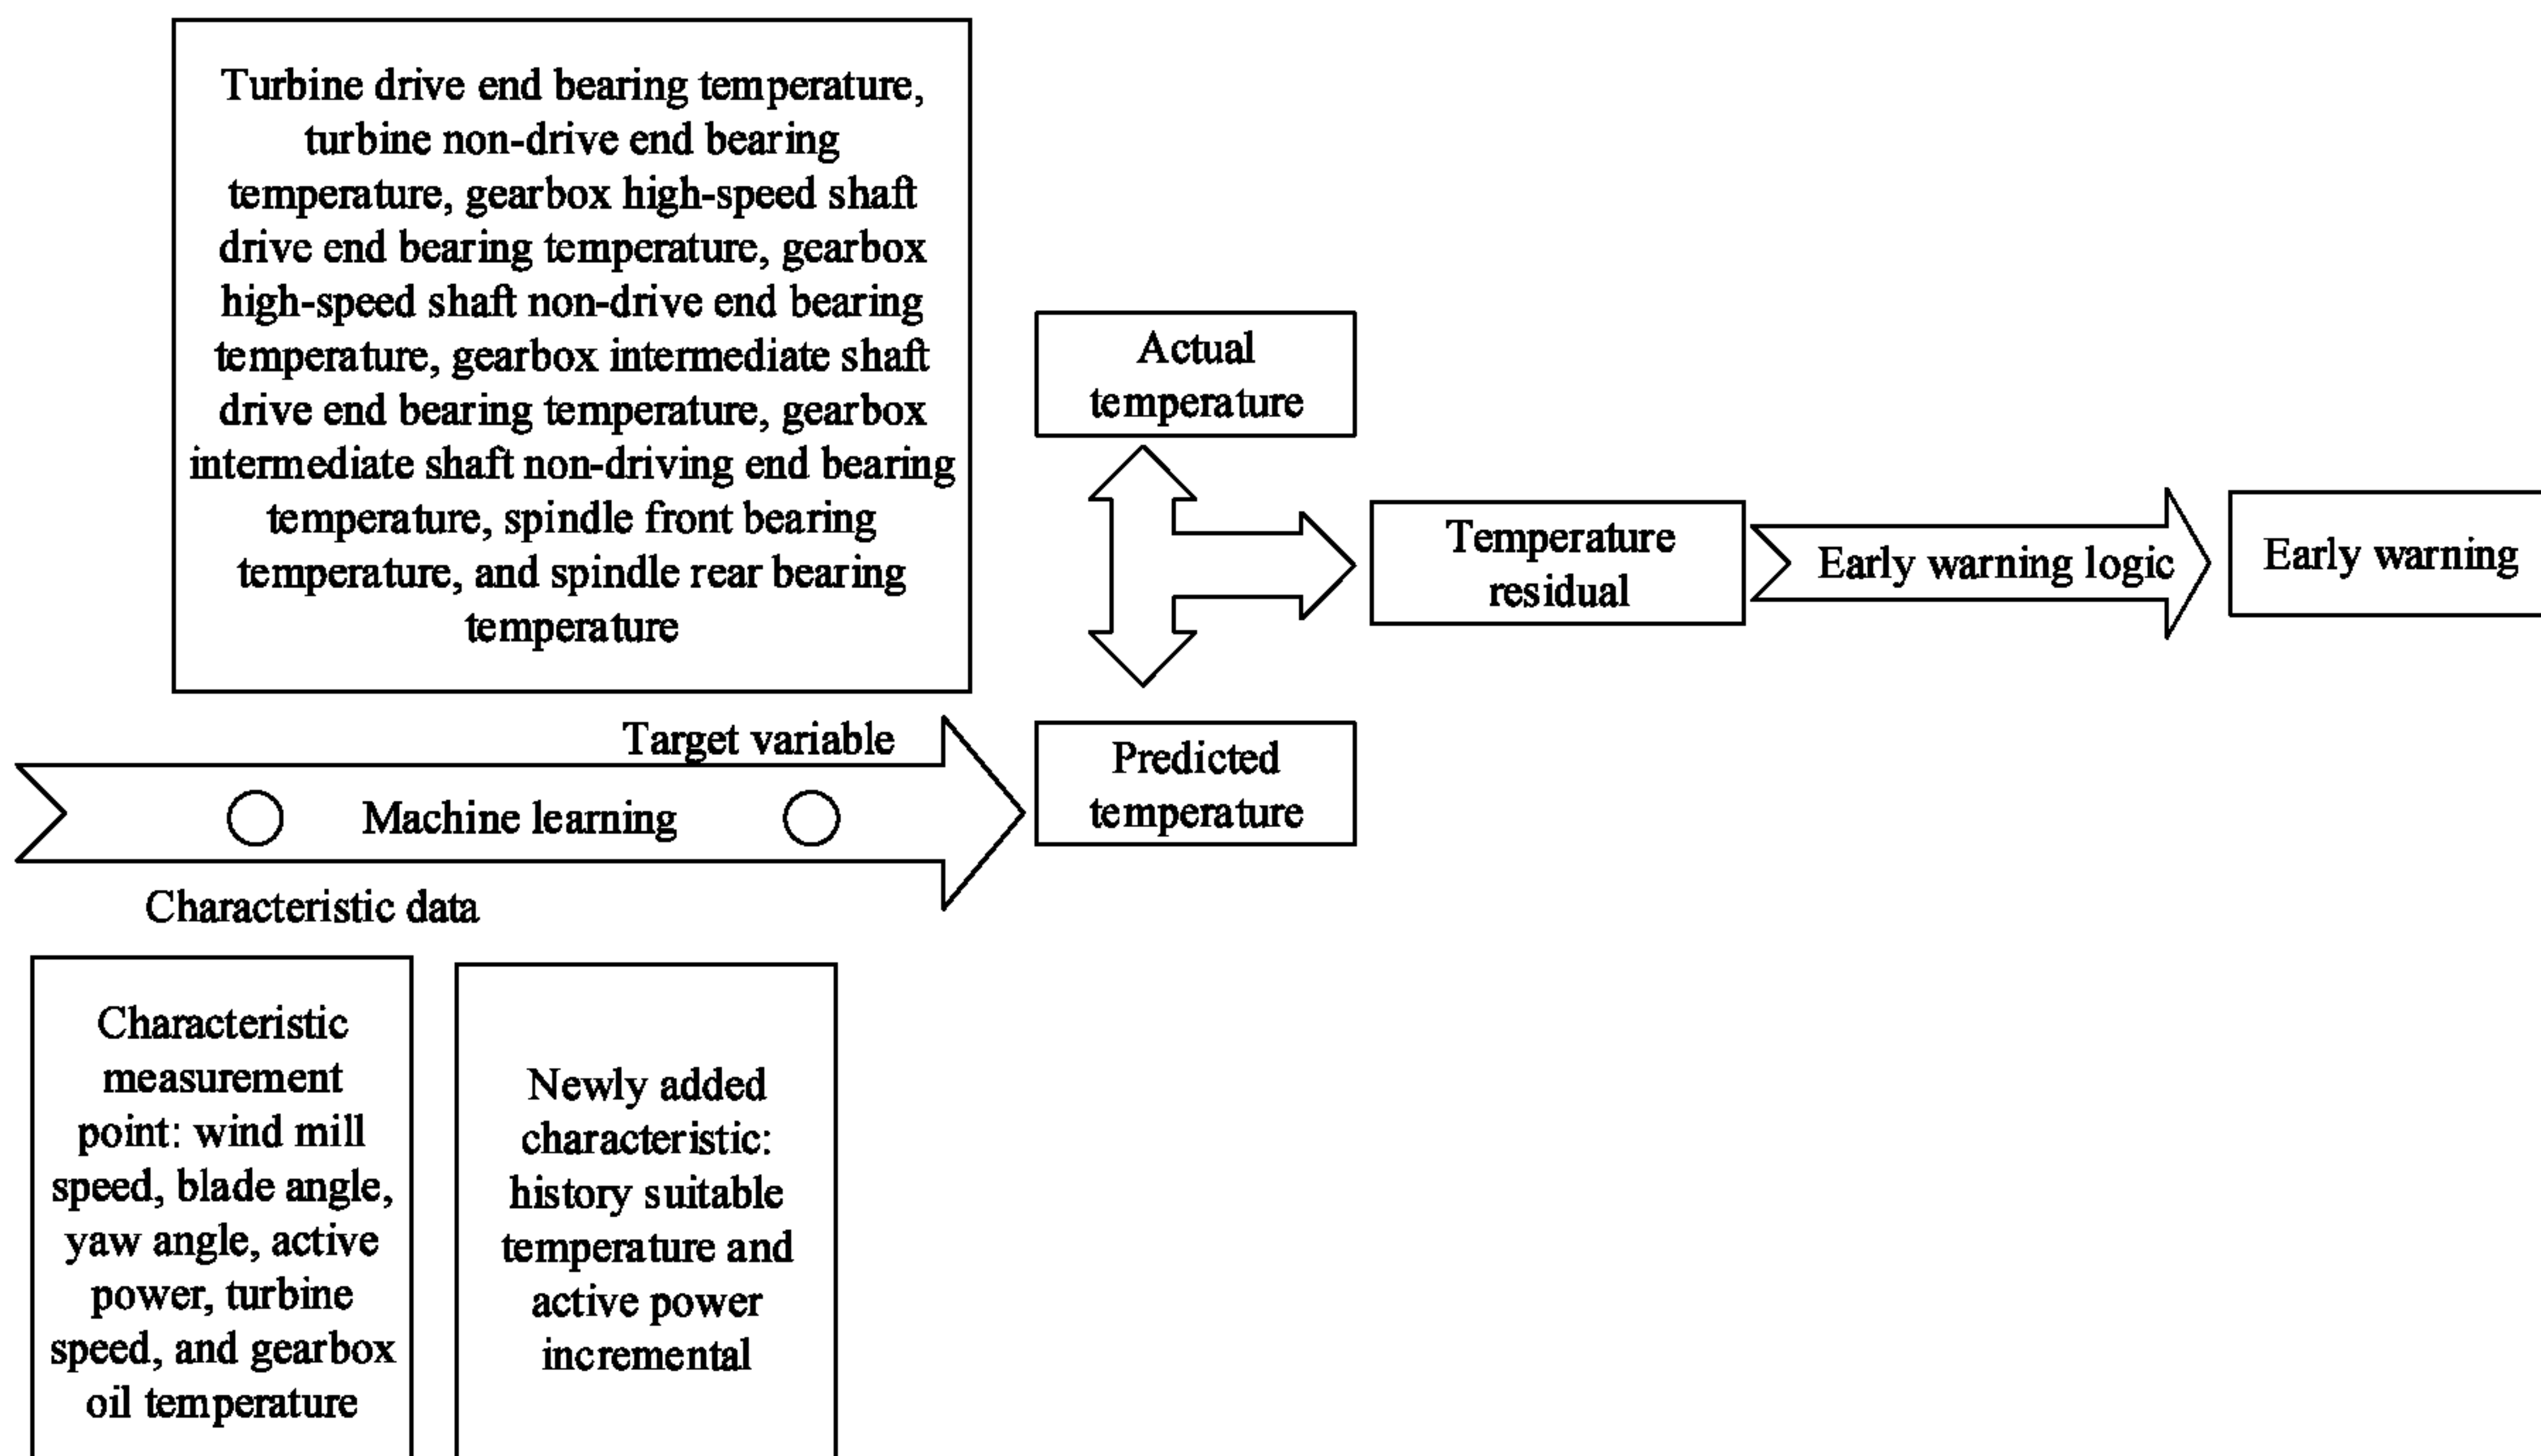 Turbine drive end bearing temperature,
turbine non-drive end bearing
temperature, gearbox high-speed shaft
drive end bearing temperature, gearbox
high-speed shaft non-drive end bearing
temperature, gearbox intermediate shaft
drive end bearing temperature, gearbox
intermediate shaft non-driving end bearing
temperature, spindle front bearing
temperature, and spindle rear bearing
temperature
Actual
temperature
Temperature
residual
Early warning logic
Early warning
Target variable
Machine learning
Predicted
temperature
Characteristic data
Characteristic
measurement
point: wind mill
speed, blade angle,
yaw angle, active
power, turbine
speed, and gearbox
oil temperature
Newly added
characteristic:
history suitable
temperature and
active power
incremental